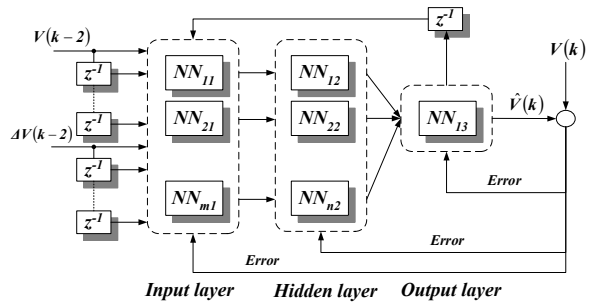 z⁻¹
V(k−2)
V(k)
z⁻¹
NN₁₁
NN₁₂
z⁻¹
NN₂₁
NN₂₂
NN₁₃
V̂(k)
ΔV(k−2)
z⁻¹
Error
NNₘ₁
NNₙ₂
z⁻¹
Error
Error
Input layer
Hidden layer
Output layer